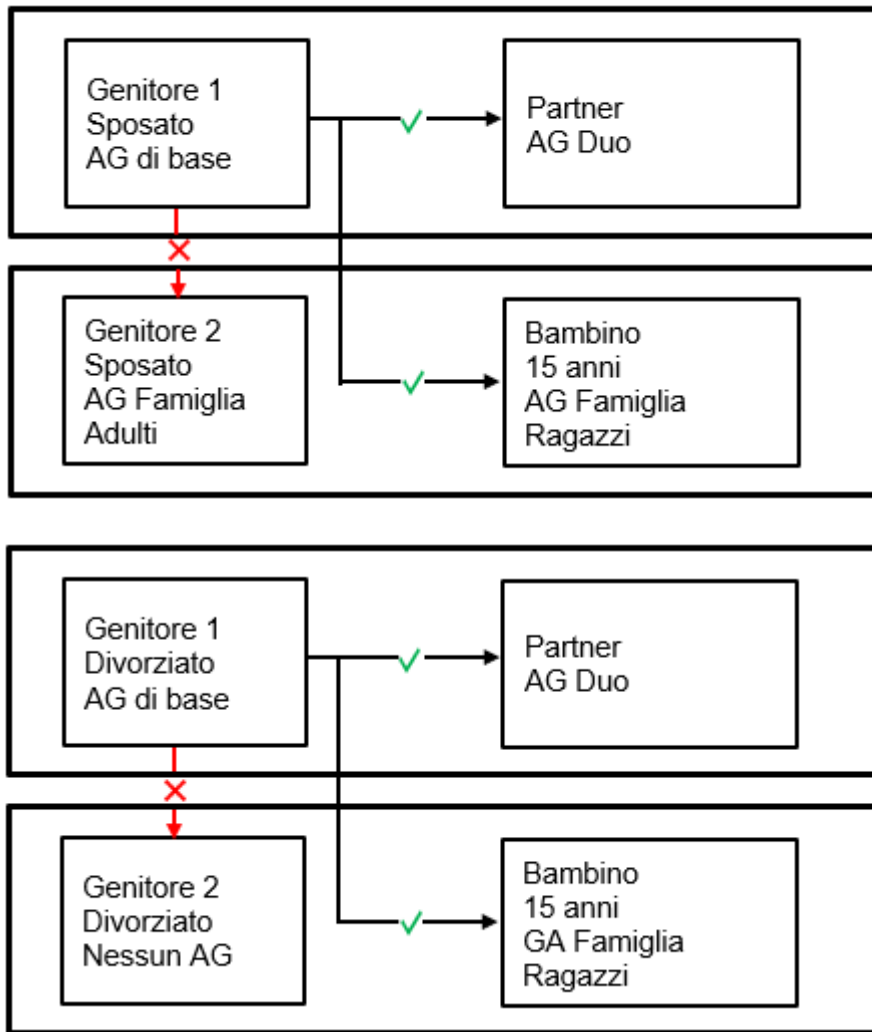 Genitore 1
Sposato
AG di base
Partner
AG Duo
Genitore 2
Sposato
AG Famiglia
Adulti
Bambino
15 anni
AG Famiglia
Ragazzi
Genitore 1
Divorziato
AG di base
Partner
AG Duo
Genitore 2
Divorziato
Nessun AG
Bambino
15 anni
GA Famiglia
Ragazzi